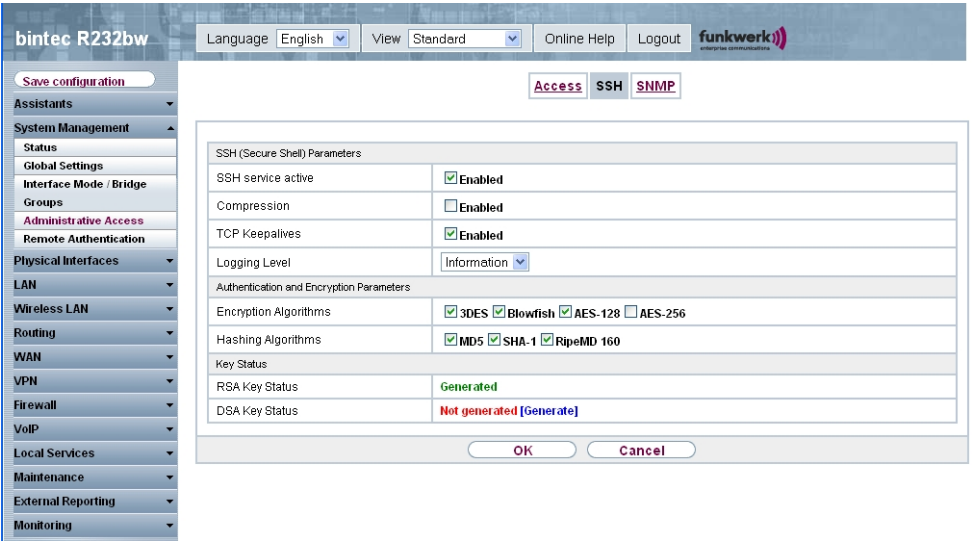 bintec R232bw
Language English View Standard Online Help Logout funkwerk
enterprise communications
Save configuration
Assistants
System Management
Status
Global Settings
Interface Mode / Bridge
Groups
Administrative Access
Remote Authentication
Physical Interfaces
LAN
Wireless LAN
Routing
WAN
VPN
Firewall
VoIP
Local Services
Maintenance
External Reporting
Monitoring
Access SSH SNMP
SSH (Secure Shell) Parameters
SSH service active Enabled
Compression Enabled
TCP Keepalives Enabled
Logging Level Information
Authentication and Encryption Parameters
Encryption Algorithms 3DES Blowfish AES-128 AES-256
Hashing Algorithms MD5 SHA-1 RipeMD 160
Key Status
RSA Key Status Generated
DSA Key Status Not generated [Generate]
OK Cancel